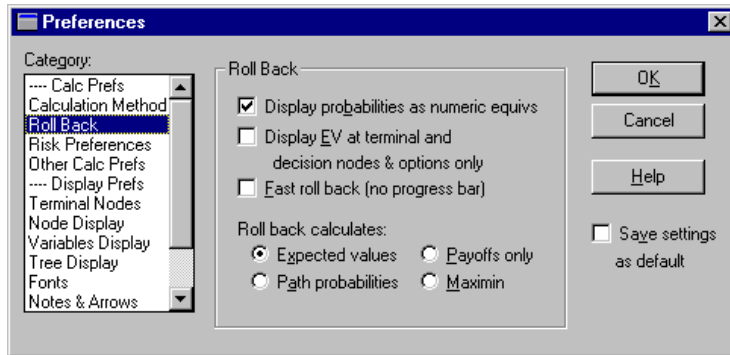 Preferences
Category:
---- Calc Prefs
Calculation Method
Roll Back
Risk Preferences
Other Calc Prefs
---- Display Prefs
Terminal Nodes
Node Display
Variables Display
Tree Display
Fonts
Notes & Arrows
Roll Back
Display probabilities as numeric equivs
Display EV at terminal and
decision nodes & options only
Fast roll back (no progress bar)
Roll back calculates:
Expected values
Payoffs only
Path probabilities
Maximin
OK
Cancel
Help
Save settings
as default